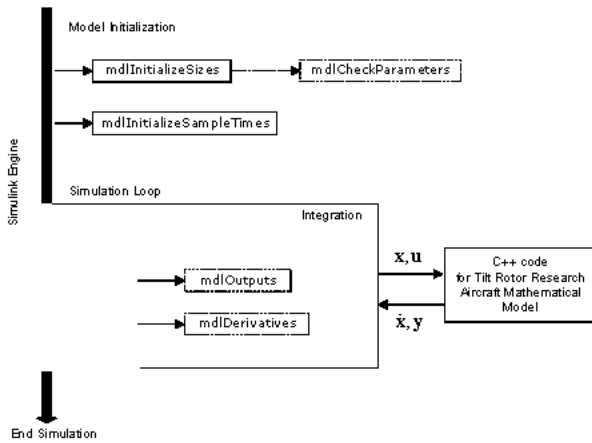 Model Initialization
mdlInitializeSizes
mdlCheckParameters
mdlInitializeSampleTimes
Simulink Engine
Simulation Loop
Integration
x, u
C++ code
for Tilt Rotor Research
Aircraft Mathematical
Model
mdlOutputs
ẋ, y
mdlDerivatives
End Simulation